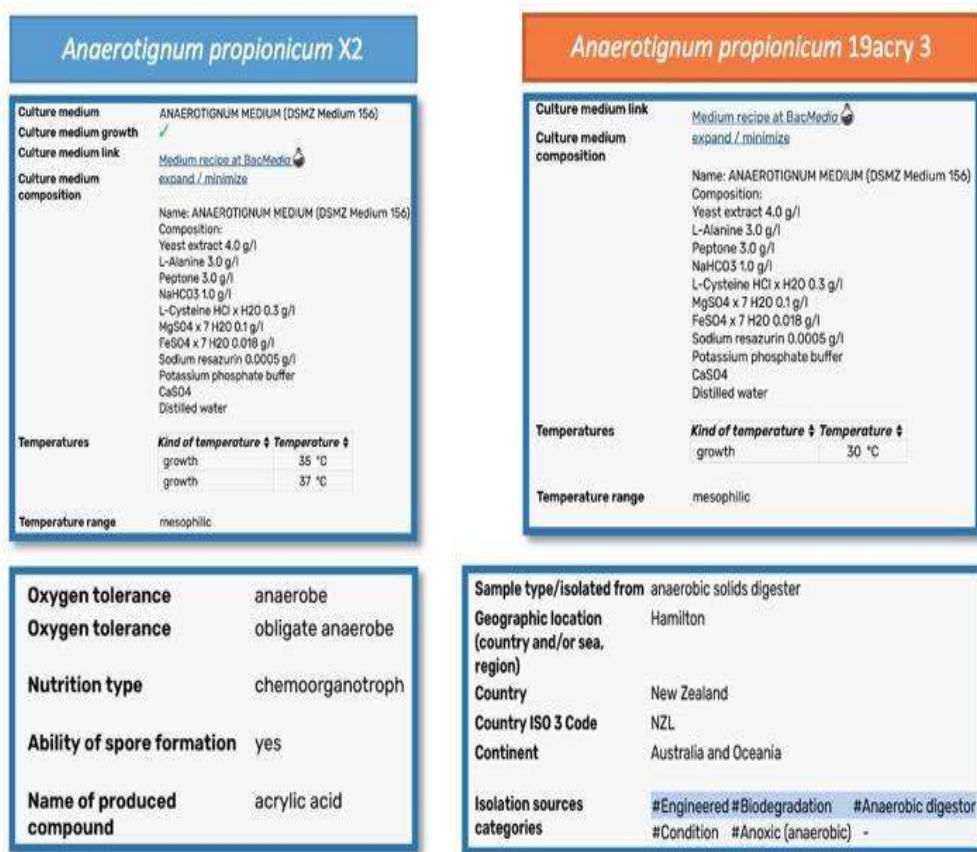 Anaerotignum propionicum X2
Culture medium ANAEROTIGNUM MEDIUM (DSMZ Medium 156)
Culture medium growth ✓
Culture medium link Medium recipe at BacMedia
Culture medium composition expand / minimize
Name: ANAEROTIGNUM MEDIUM (DSMZ Medium 156)
Composition:
Yeast extract 4.0 g/l
L-Alanine 3.0 g/l
Peptone 3.0 g/l
NaHCO3 1.0 g/l
L-Cysteine HCl x H2O 0.3 g/l
MgSO4 x 7 H2O 0.1 g/l
FeSO4 x 7 H2O 0.018 g/l
Sodium resazurin 0.0005 g/l
Potassium phosphate buffer
CaSO4
Distilled water
Temperatures Kind of temperature Temperature
growth 35 °C
growth 37 °C
Temperature range mesophilic
Oxygen tolerance anaerobe
Oxygen tolerance obligate anaerobe
Nutrition type chemoorganotroph
Ability of spore formation yes
Name of produced compound acrylic acid
Anaerotignum propionicum 19acry 3
Culture medium link Medium recipe at BacMedia
Culture medium composition expand / minimize
Name: ANAEROTIGNUM MEDIUM (DSMZ Medium 156)
Composition:
Yeast extract 4.0 g/l
L-Alanine 3.0 g/l
Peptone 3.0 g/l
NaHCO3 1.0 g/l
L-Cysteine HCl x H2O 0.3 g/l
MgSO4 x 7 H2O 0.1 g/l
FeSO4 x 7 H2O 0.018 g/l
Sodium resazurin 0.0005 g/l
Potassium phosphate buffer
CaSO4
Distilled water
Temperatures Kind of temperature Temperature
growth 30 °C
Temperature range mesophilic
Sample type/isolated from anaerobic solids digester
Geographic location (country and/or sea, region) Hamilton
Country New Zealand
Country ISO 3 Code NZL
Continent Australia and Oceania
Isolation sources categories #Engineered #Biodegradation #Anaerobic digestor
#Condition #Anoxic (anaerobic) -